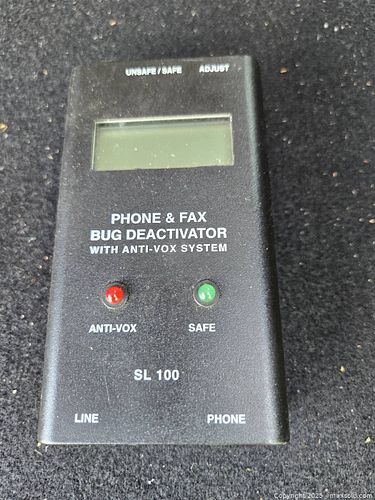 UNSAFE / SAFE ADJUST
PHONE & FAX
BUG DEACTIVATOR
WITH ANTI-VOX SYSTEM
ANTI-VOX SAFE
SL 100
LINE PHONE
Copyright 2025 - maxsold.com